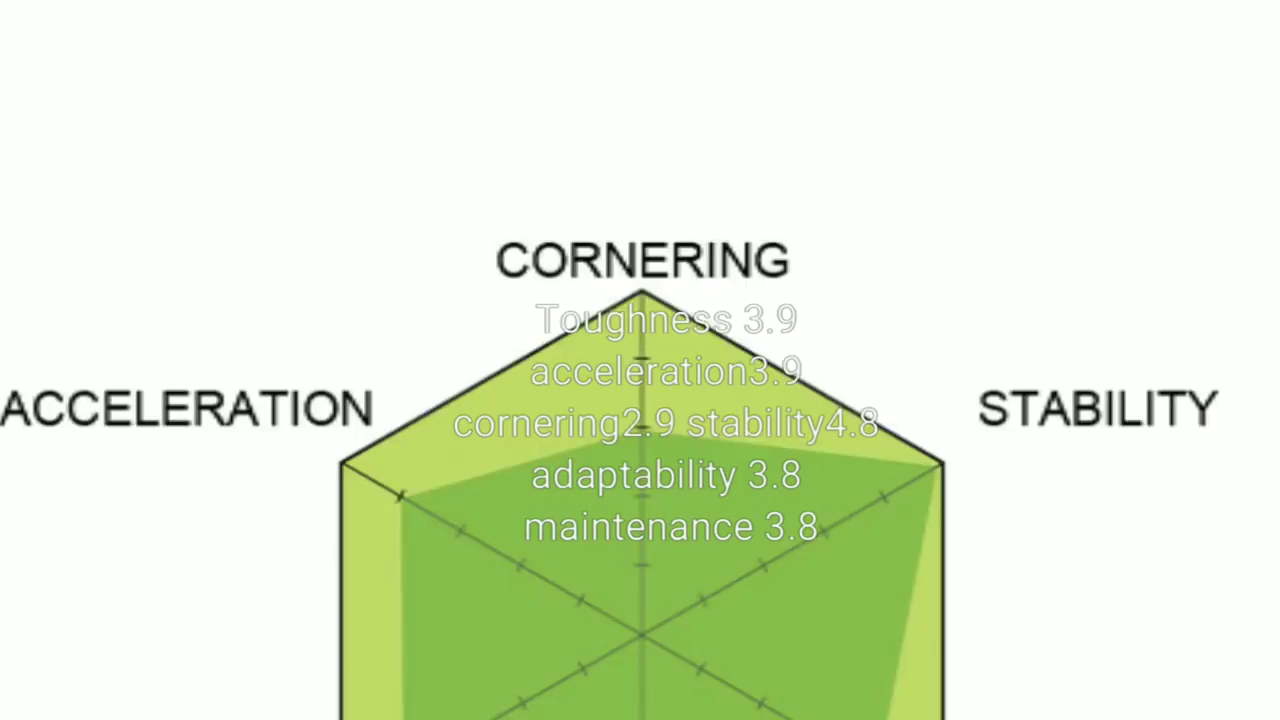 CORNERING
Toughness 3.9
acceleration3.9
ACCELERATION
STABILITY
cornering2.9 stability4.8
adaptability 3.8
maintenance 3.8